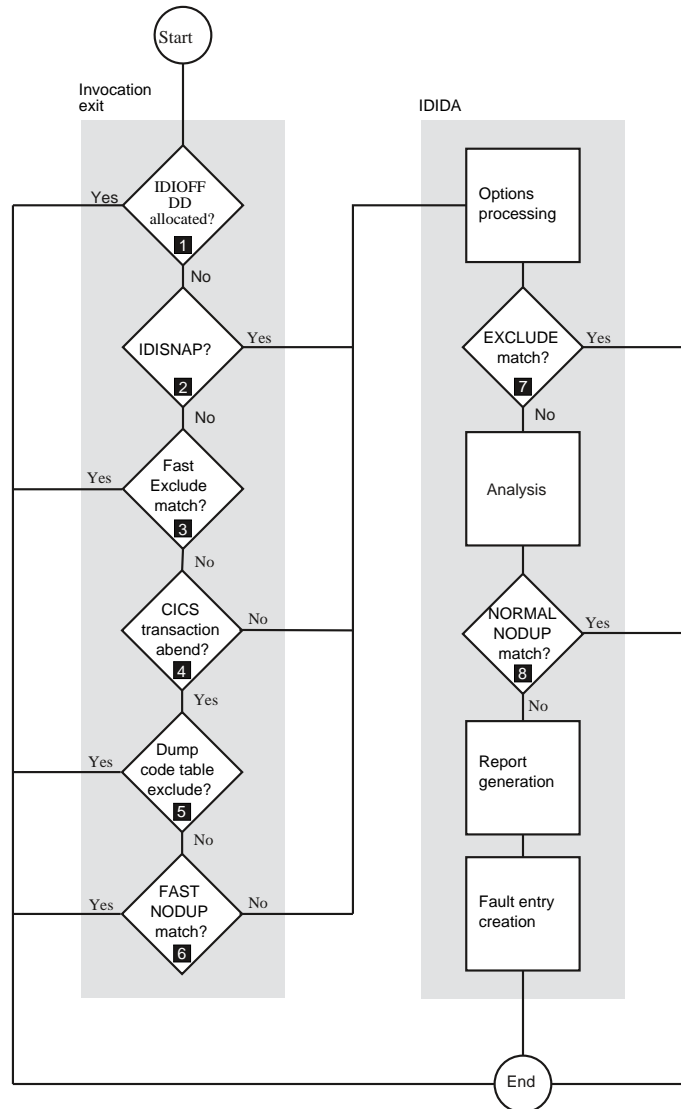 Start
Invocation
exit
Yes
IDIOFF
DD
allocated?
1
No
IDISNAP?
2
Yes
No
Yes
Fast
Exclude
match?
3
No
CICS
transaction
abend?
4
No
Yes
Yes
Dump
code table
exclude?
5
No
Yes
FAST
NODUP
match?
6
No
IDIDA
Options
processing
EXCLUDE
match?
7
Yes
No
Analysis
NORMAL
NODUP
match?
8
Yes
No
Report
generation
Fault entry
creation
End